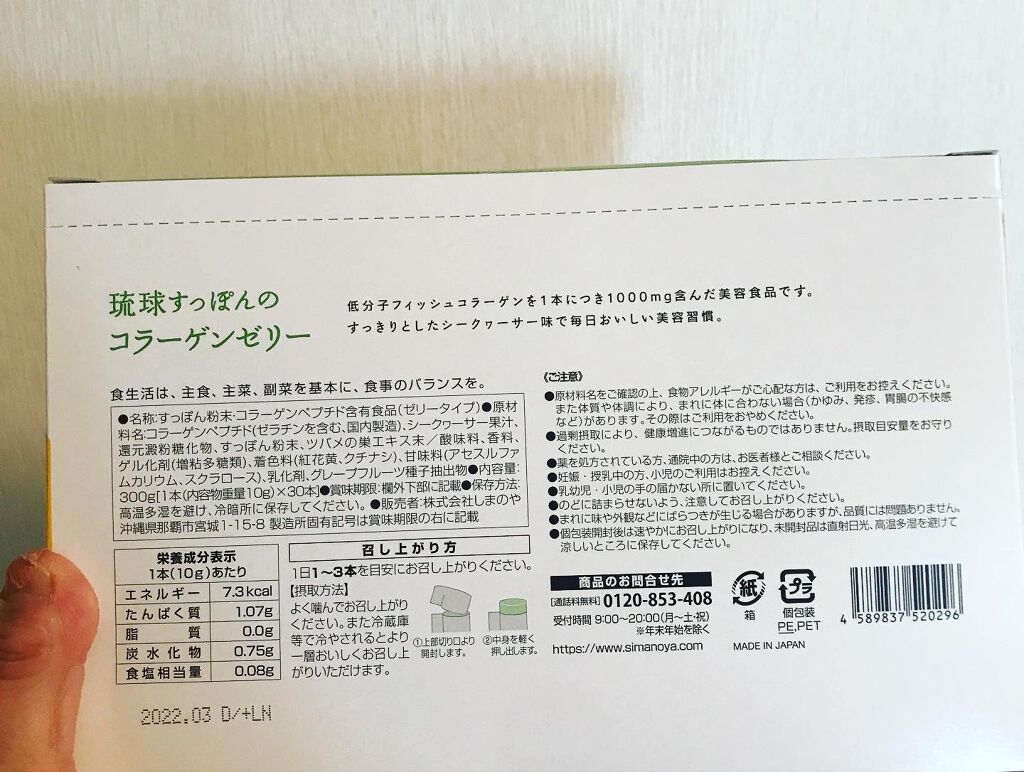 琉球すっぽんの
コラーゲンゼリー
低分子フィッシュコラーゲンを1本につき1000mg含んだ美容食品です。
すっきりとしたシークヮーサー味で毎日おいしい美容習慣。
食生活は、主食、主菜、副菜を基本に、食事のバランスを。
●名称:すっぽん粉末・コラーゲンペプチド含有食品(ゼリータイプ)●原材
料名:コラーゲンペプチド(ゼラチンを含む、国内製造)、シークヮーサー果汁、
還元澱粉糖化物、すっぽん粉末、ツバメの巣エキス末/酸味料、香料、
ゲル化剤(増粘多糖類)、着色料(紅花黄、クチナシ)、甘味料(アセスルファ
ムカリウム、スクラロース)、乳化剤、グレープフルーツ種子抽出物●内容量:
300g[1本(内容物重量10g)×30本]●賞味期限:欄外下部に記載●保存方法:
高温多湿を避け、冷暗所に保存してください。●販売者:株式会社しまのや
沖縄県那覇市宮城1-15-8 製造所固有記号は賞味期限の右に記載
栄養成分表示
1本(10g)あたり
エネルギー 7.3kcal
たんぱく質 1.07g
脂質 0.0g
炭水化物 0.75g
食塩相当量 0.08g
2022.03 D/+LN
召し上がり方
1日1~3本を目安にお召し上がりください。
【摂取方法】
よく噛んでお召し上がり
ください。また冷蔵庫
等で冷やされるとより
一層おいしくお召し上
がりいただけます。
①上部切り口より
開封します。
②中身を軽く
押し出します。
《ご注意》
●原材料名をご確認の上、食物アレルギーがご心配な方は、ご利用をお控えください。
また体質や体調により、まれに体に合わない場合(かゆみ、発疹、胃腸の不快感
など)があります。その際はご利用をおやめください。
●過剰摂取により、健康増進につながるものではありません。摂取目安量をお守り
ください。
●薬を処方されている方、通院中の方は、お医者様とご相談ください。
●妊娠・授乳中の方、小児のご利用はお控えください。
●乳幼児・小児の手の届かない所に置いてください。
●のどに詰まらせないよう、注意してお召し上がりください。
●まれに味や外観などにばらつきが生じる場合がありますが、品質には問題ありません。
●個包装開封後は速やかにお召し上がりになり、未開封品は直射日光、高温多湿を避けて
涼しいところに保存してください。
商品のお問合せ先
[通話料無料] 0120-853-408
受付時間 9:00~20:00(月~土・祝)
※年末年始を除く
https://www.simanoya.com
紙
箱
プラ
個包装
PE,PET
MADE IN JAPAN
4 589837 520296